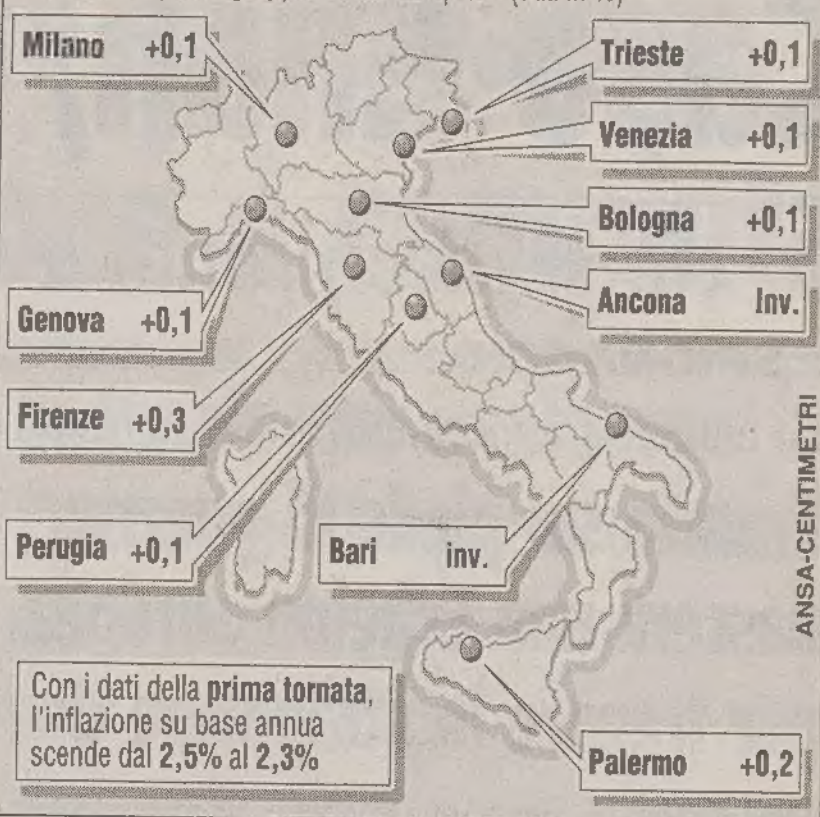 Milano +0,1
Trieste +0,1
Venezia +0,1
Bologna +0,1
Ancona Inv.
Genova +0,1
Firenze +0,3
Perugia +0,1
Bari inv.
Palermo +0,2
Con i dati della prima tornata,
l'inflazione su base annua
scende dal 2,5% al 2,3%
ANSA-CENTIMETRI